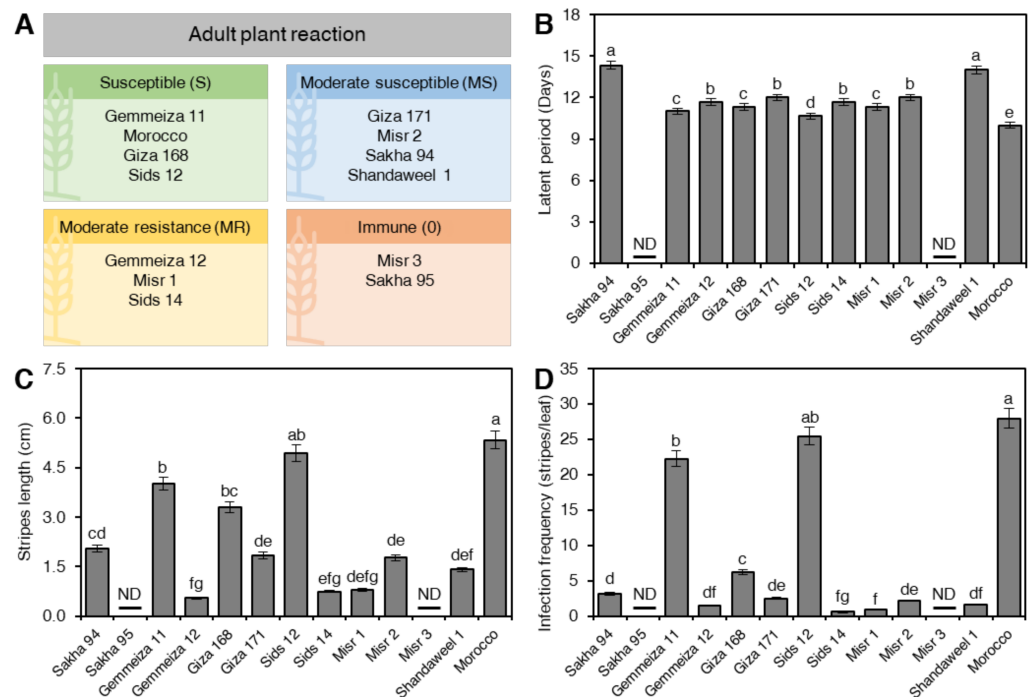 A
Adult plant reaction
Susceptible (S)
Gemmeiza 11
Morocco
Giza 168
Sids 12
Moderate susceptible (MS)
Giza 171
Misr 2
Sakha 94
Shandaweel 1
Moderate resistance (MR)
Gemmeiza 12
Misr 1
Sids 14
Immune (0)
Misr 3
Sakha 95
B
Latent period (Days)
18
15
12
9
6
3
0
a
ND
c
b
c
b
d
b
c
b
ND
a
e
Sakha 94
Sakha 95
Gemmeiza 11
Gemmeiza 12
Giza 168
Giza 171
Sids 12
Sids 14
Misr 1
Misr 2
Misr 3
Shandaweel 1
Morocco
C
Stripes length (cm)
7.5
6.0
4.5
3.0
1.5
0.0
cd
ND
b
fg
bc
de
ab
efg
defg
de
ND
def
a
Sakha 94
Sakha 95
Gemmeiza 11
Gemmeiza 12
Giza 168
Giza 171
Sids 12
Sids 14
Misr 1
Misr 2
Misr 3
Shandaweel 1
Morocco
D
Infection frequency (stripes/leaf)
35
30
25
20
15
10
5
0
d
ND
b
df
c
de
ab
fg
f
de
ND
df
a
Sakha 94
Sakha 95
Gemmeiza 11
Gemmeiza 12
Giza 168
Giza 171
Sids 12
Sids 14
Misr 1
Misr 2
Misr 3
Shandaweel 1
Morocco